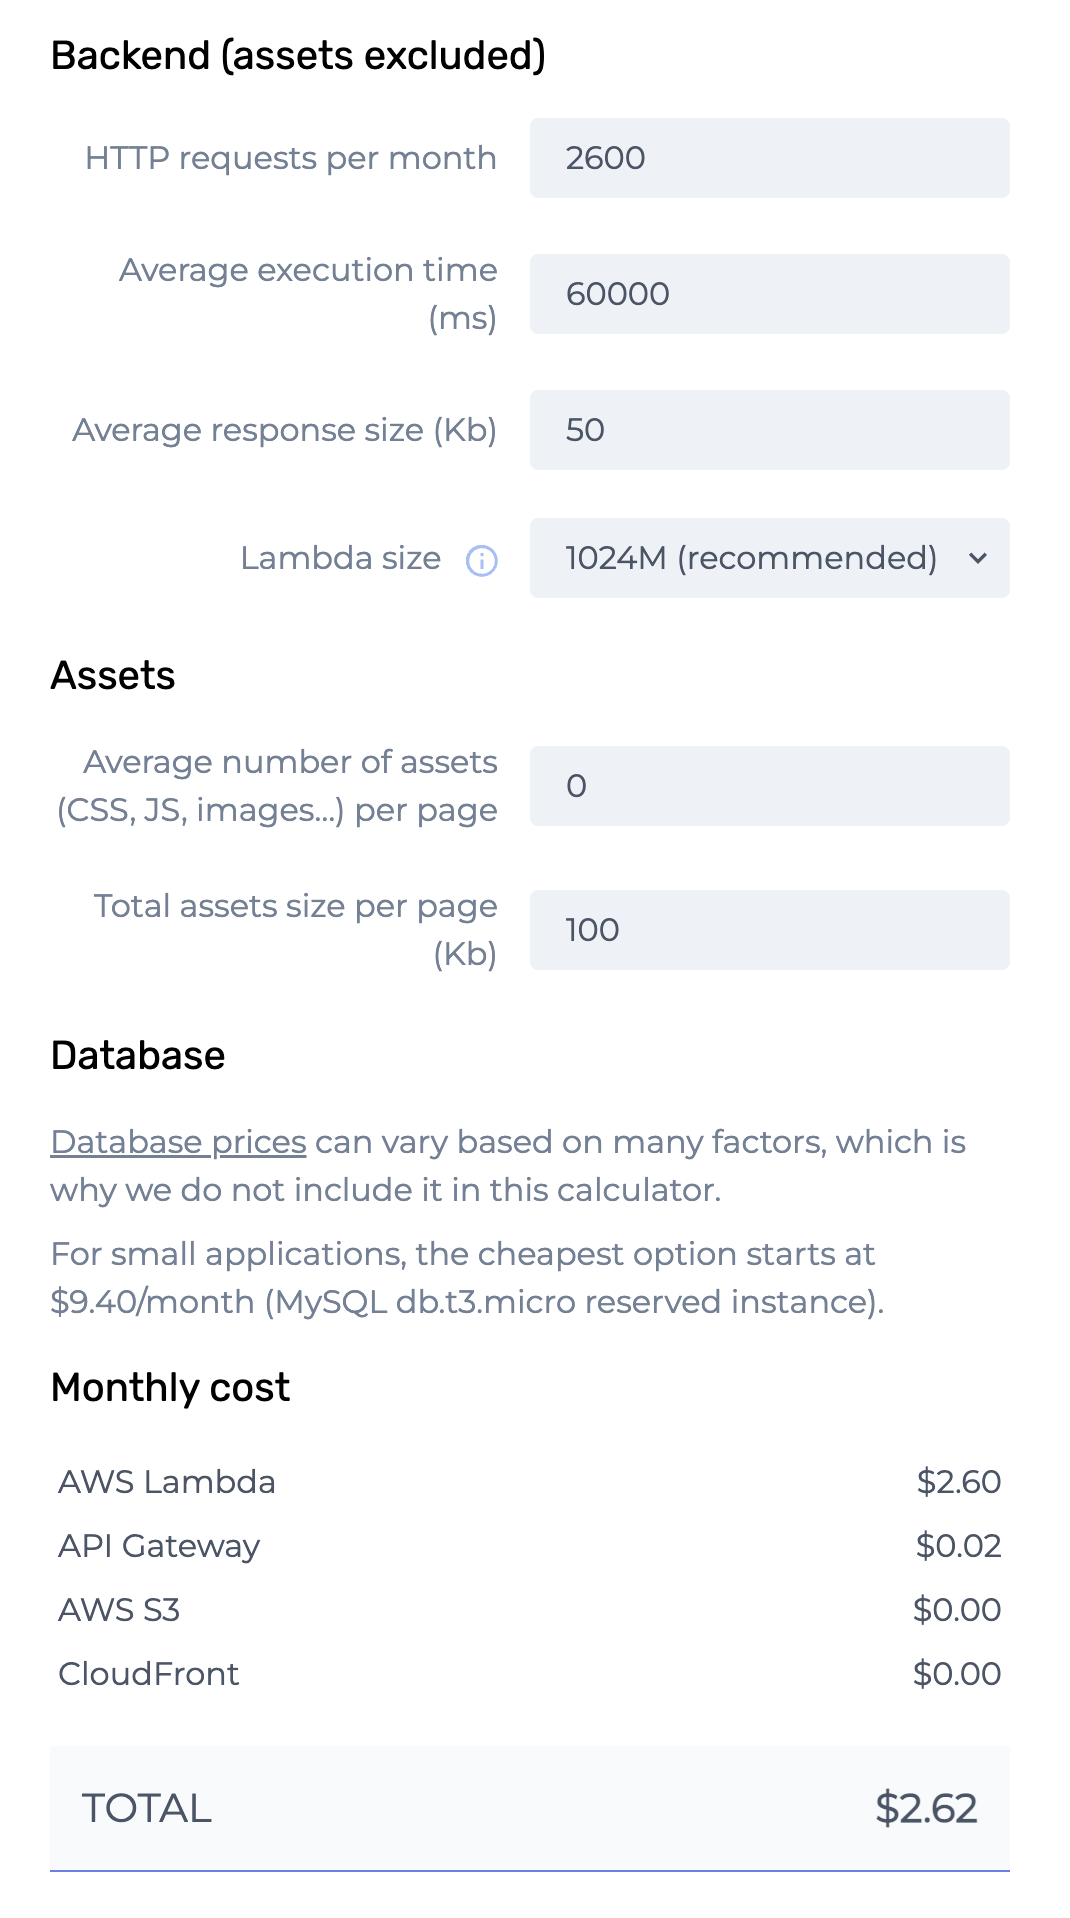 Backend (assets excluded)
HTTP requests per month 2600
Average execution time
(ms) 60000
Average response size (Kb) 50
Lambda size 1024M (recommended)
Assets
Average number of assets
(CSS, JS, images...) per page 0
Total assets size per page
(Kb) 100
Database
Database prices can vary based on many factors, which is
why we do not include it in this calculator.
For small applications, the cheapest option starts at
$9.40/month (MySQL db.t3.micro reserved instance).
Monthly cost
AWS Lambda $2.60
API Gateway $0.02
AWS S3 $0.00
CloudFront $0.00
TOTAL $2.62